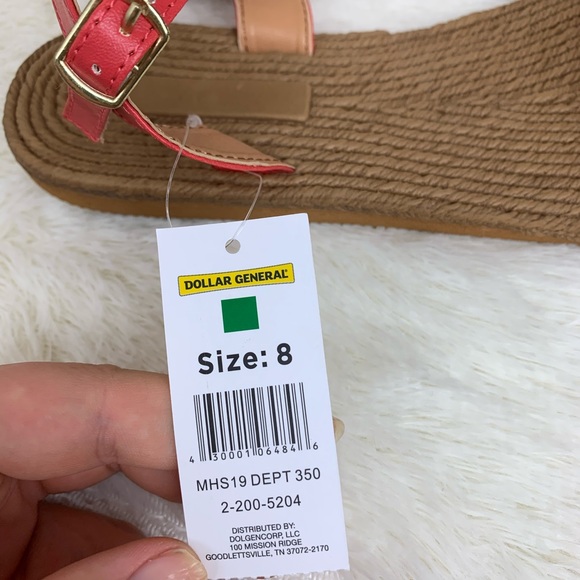 DOLLAR GENERAL
Size: 8
4 30001 06484 6
MHS19 DEPT 350
2-200-5204
DISTRIBUTED BY:
DOLGENCORP, LLC
100 MISSION RIDGE
GOODLETTSVILLE, TN 37072-2170